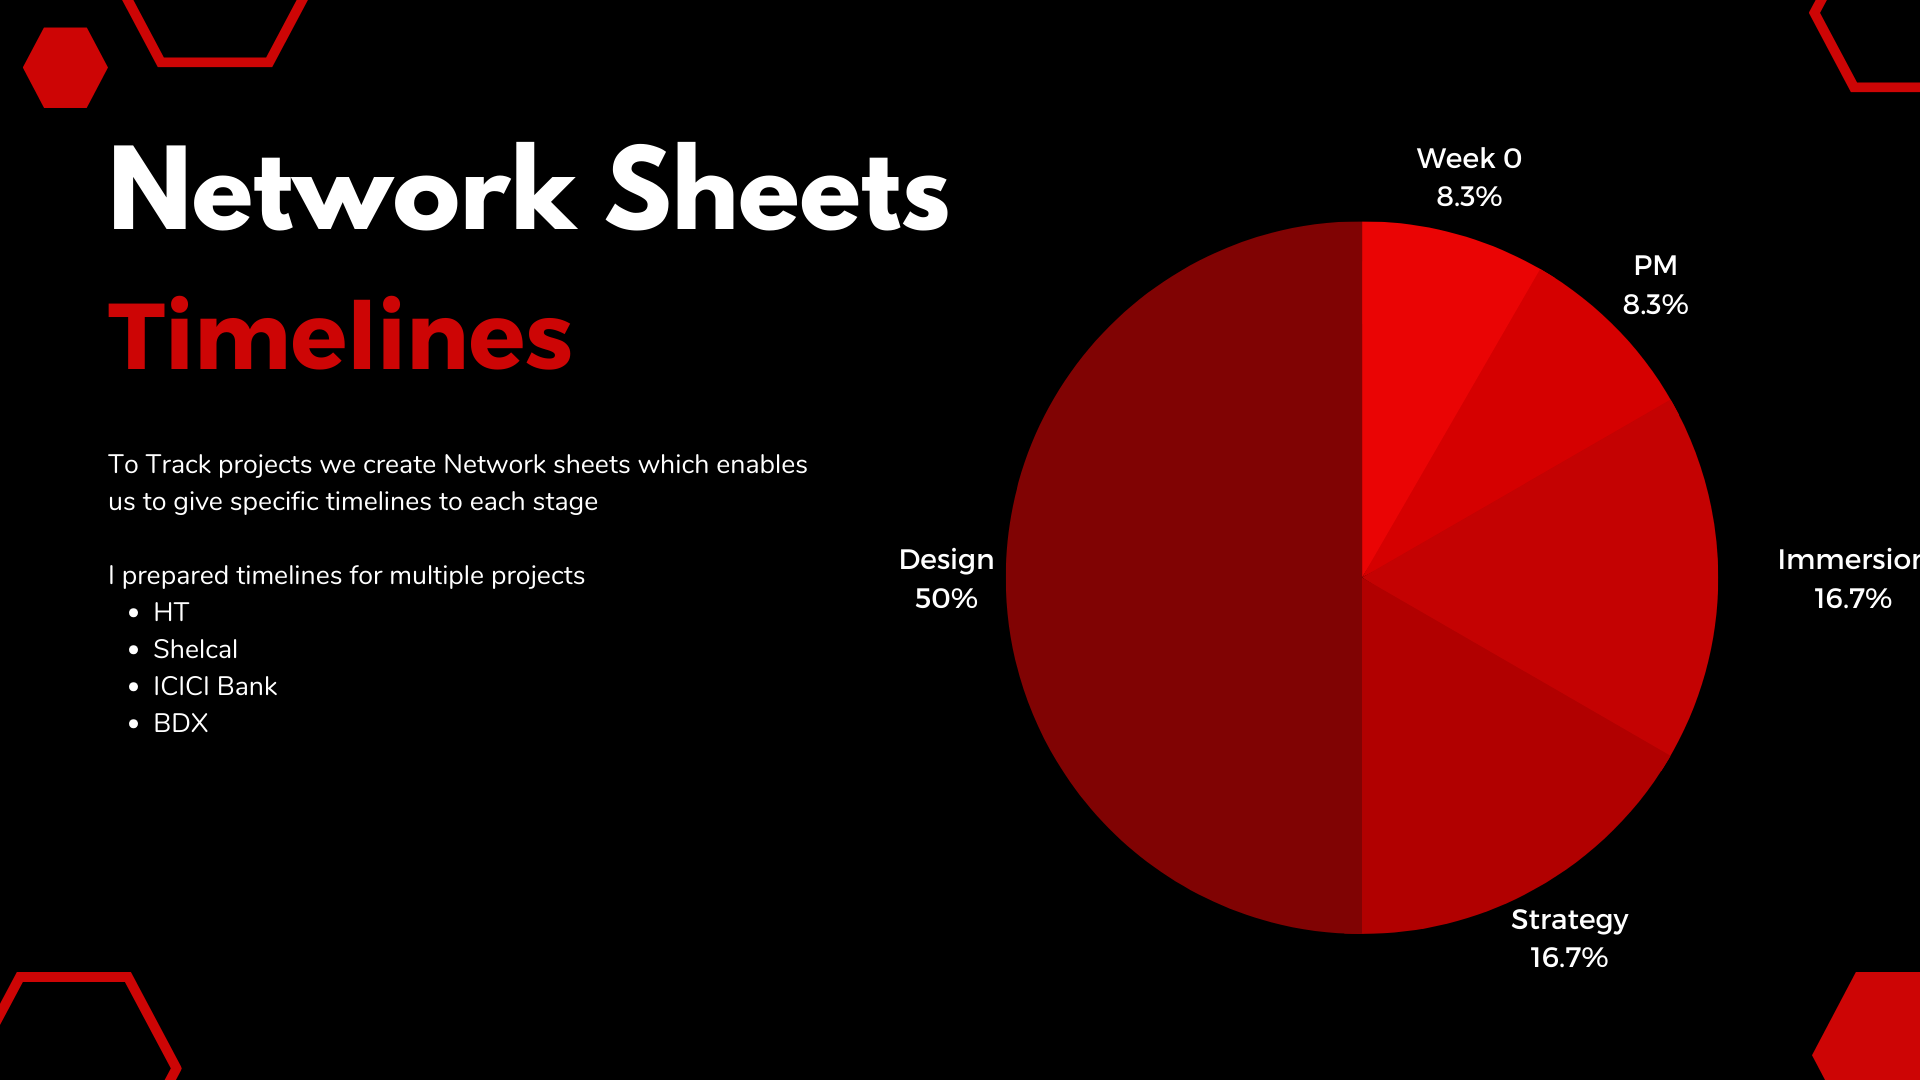 Network Sheets
Timelines
To Track projects we create Network sheets which enables
us to give specific timelines to each stage
I prepared timelines for multiple projects
• HT
• Shelcal
• ICICI Bank
• BDX
Week 0
8.3%
PM
8.3%
Immersion
16.7%
Strategy
16.7%
Design
50%